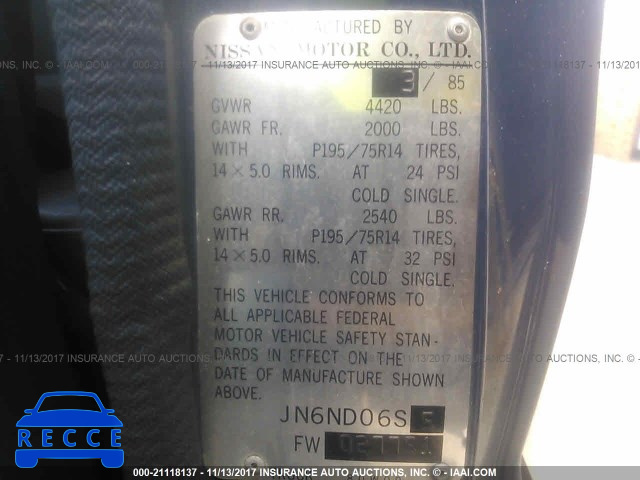 MANUFACTURED BY
NISSAN MOTOR CO., LTD.
3 / 85
GVWR 4420 LBS.
GAWR FR. 2000 LBS.
WITH P195/75R14 TIRES,
14 × 5.0 RIMS. AT 24 PSI
COLD SINGLE.
GAWR RR. 2540 LBS.
WITH P195/75R14 TIRES,
14 × 5.0 RIMS. AT 32 PSI
COLD SINGLE.
THIS VEHICLE CONFORMS TO
ALL APPLICABLE FEDERAL
MOTOR VEHICLE SAFETY STAN-
DARDS IN EFFECT ON THE
DATE OF MANUFACTURE SHOWN
ABOVE.
JN6ND06S
FW
RECCE
000-21118137 - 11/13/2017 - INSURANCE AUTO AUCTIONS, INC. © - IAAI.COM